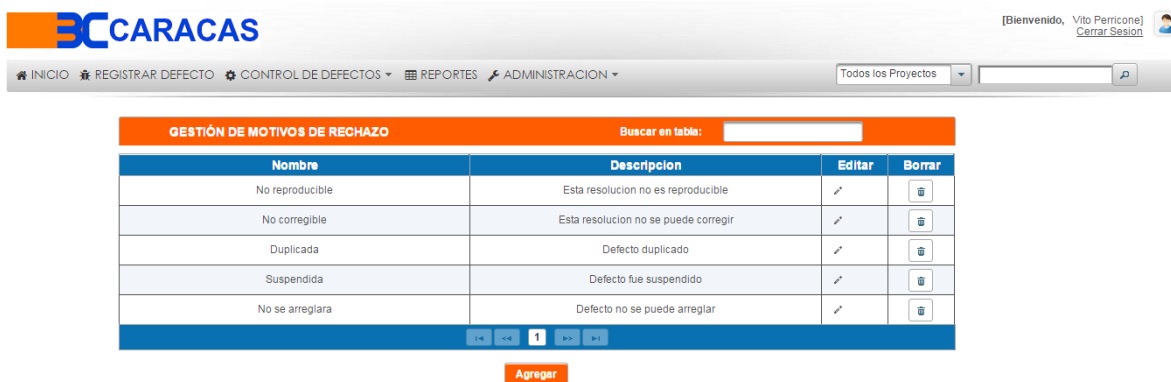 BC CARACAS
[Bienvenido, Vito Perricone]
Cerrar Sesion
INICIO REGISTRAR DEFECTO CONTROL DE DEFECTOS REPORTES ADMINISTRACION Todos los Proyectos
GESTIÓN DE MOTIVOS DE RECHAZO Buscar en tabla:
Nombre Descripcion Editar Borrar
No reproducible Esta resolucion no es reproducible
No corregible Esta resolucion no se puede corregir
Duplicada Defecto duplicado
Suspendida Defecto fue suspendido
No se arreglara Defecto no se puede arreglar
1
Agregar